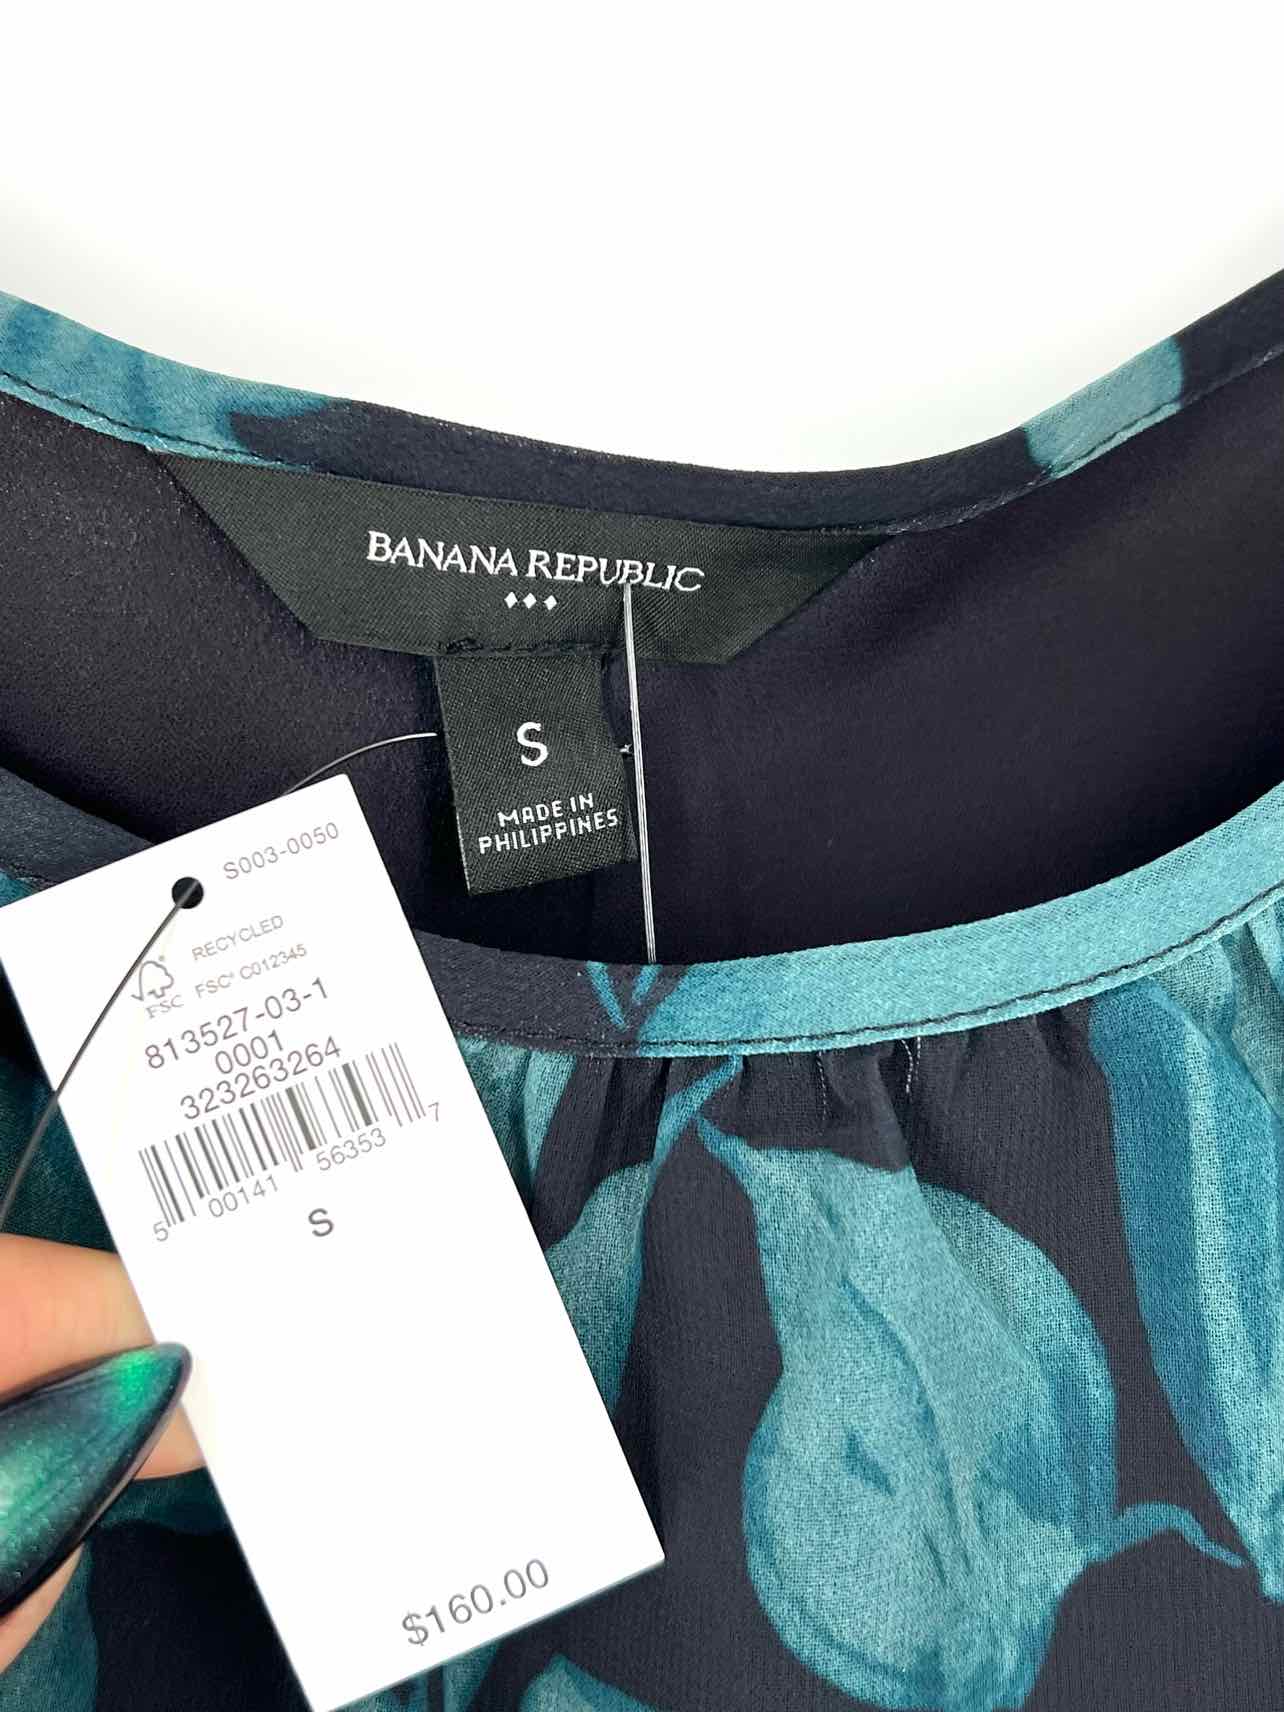 BANANA REPUBLIC
S
MADE IN
PHILIPPINES
S003-0050
RECYCLED
FSC® C012345
FSC
813527-03-1
0001
323263264
5 00141 56353 7
S
$160.00